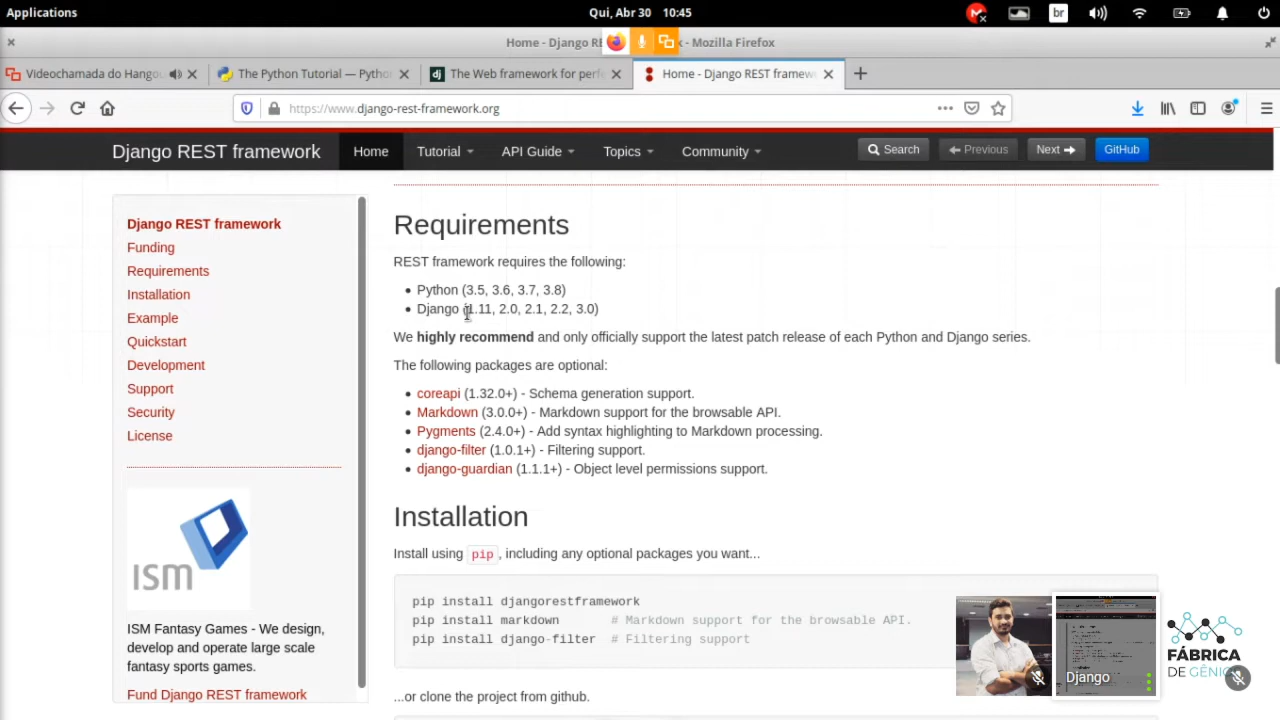 Applications
Qui, Abr 30 10:45
br
Home - Django RE k - Mozilla Firefox
Videochamada do Hangou
The Python Tutorial — Pytho
The Web framework for perf
Home - Django REST framew
https://www.django-rest-framework.org
Django REST framework
Home
Tutorial
API Guide
Topics
Community
Search
Previous
Next
GitHub
Django REST framework
Funding
Requirements
Installation
Example
Quickstart
Development
Support
Security
License
ism
ISM Fantasy Games - We design,
develop and operate large scale
fantasy sports games.
Fund Django REST framework
Requirements
REST framework requires the following:
Python (3.5, 3.6, 3.7, 3.8)
Django (1.11, 2.0, 2.1, 2.2, 3.0)
We highly recommend and only officially support the latest patch release of each Python and Django series.
The following packages are optional:
coreapi (1.32.0+) - Schema generation support.
Markdown (3.0.0+) - Markdown support for the browsable API.
Pygments (2.4.0+) - Add syntax highlighting to Markdown processing.
django-filter (1.0.1+) - Filtering support.
django-guardian (1.1.1+) - Object level permissions support.
Installation
Install using pip, including any optional packages you want...
pip install djangorestframework
pip install markdown # Markdown support for the browsable API.
pip install django-filter # Filtering support
...or clone the project from github.
Django
FÁBRICA
DE GÊNIOS